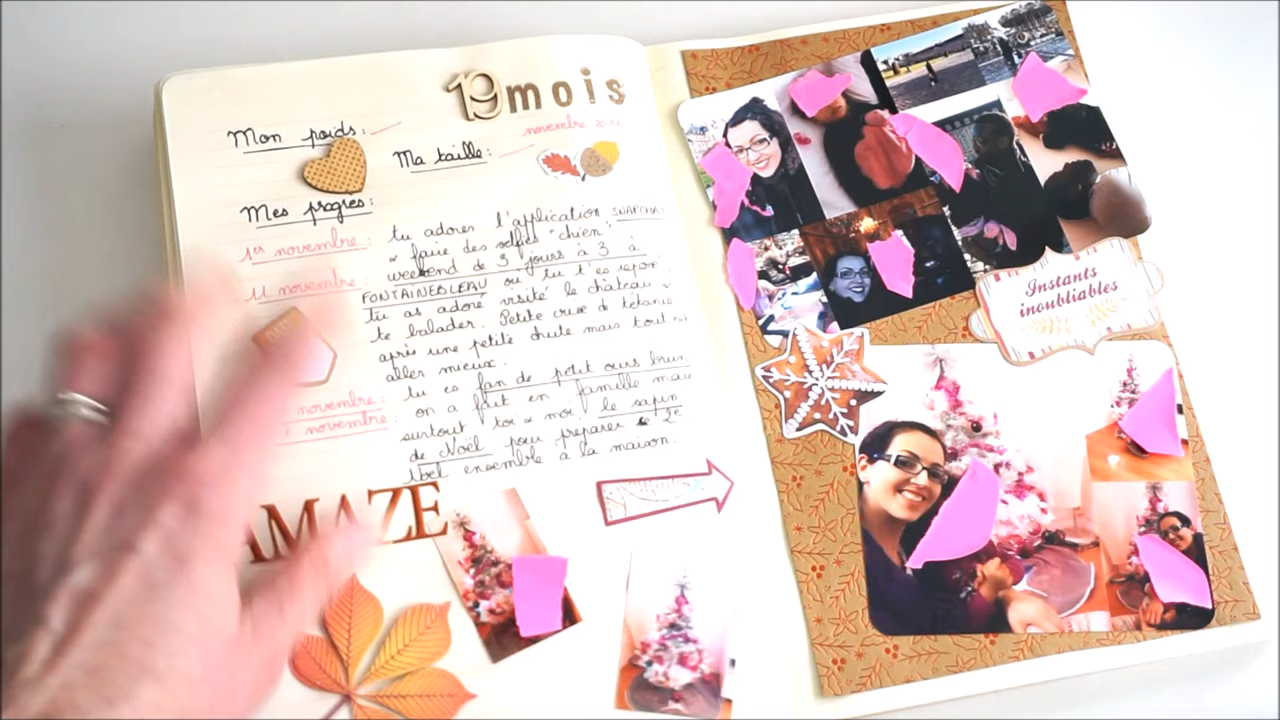 19 mois
Mon poids:
novembre
Ma taille:
Mes progrès:
1er novembre:
tu adores l'application SNAPCHA
faire des selfies "chien".
11 novembre:
weekend de 3 jours à 3 à
FONTAINEBLEAU où tu t'es
Tu as adoré visité le château
te balader. Petite crise de tétanie
après une petite chute mais tout
aller mieux.
novembre:
tu es fan de petit ours brun
novembre:
on a fait en famille mais
surtout toi & moi le sapin
de Noël pour préparer le 2e
Noël ensemble à la maison.
AMAZE
Instants
inoubliables